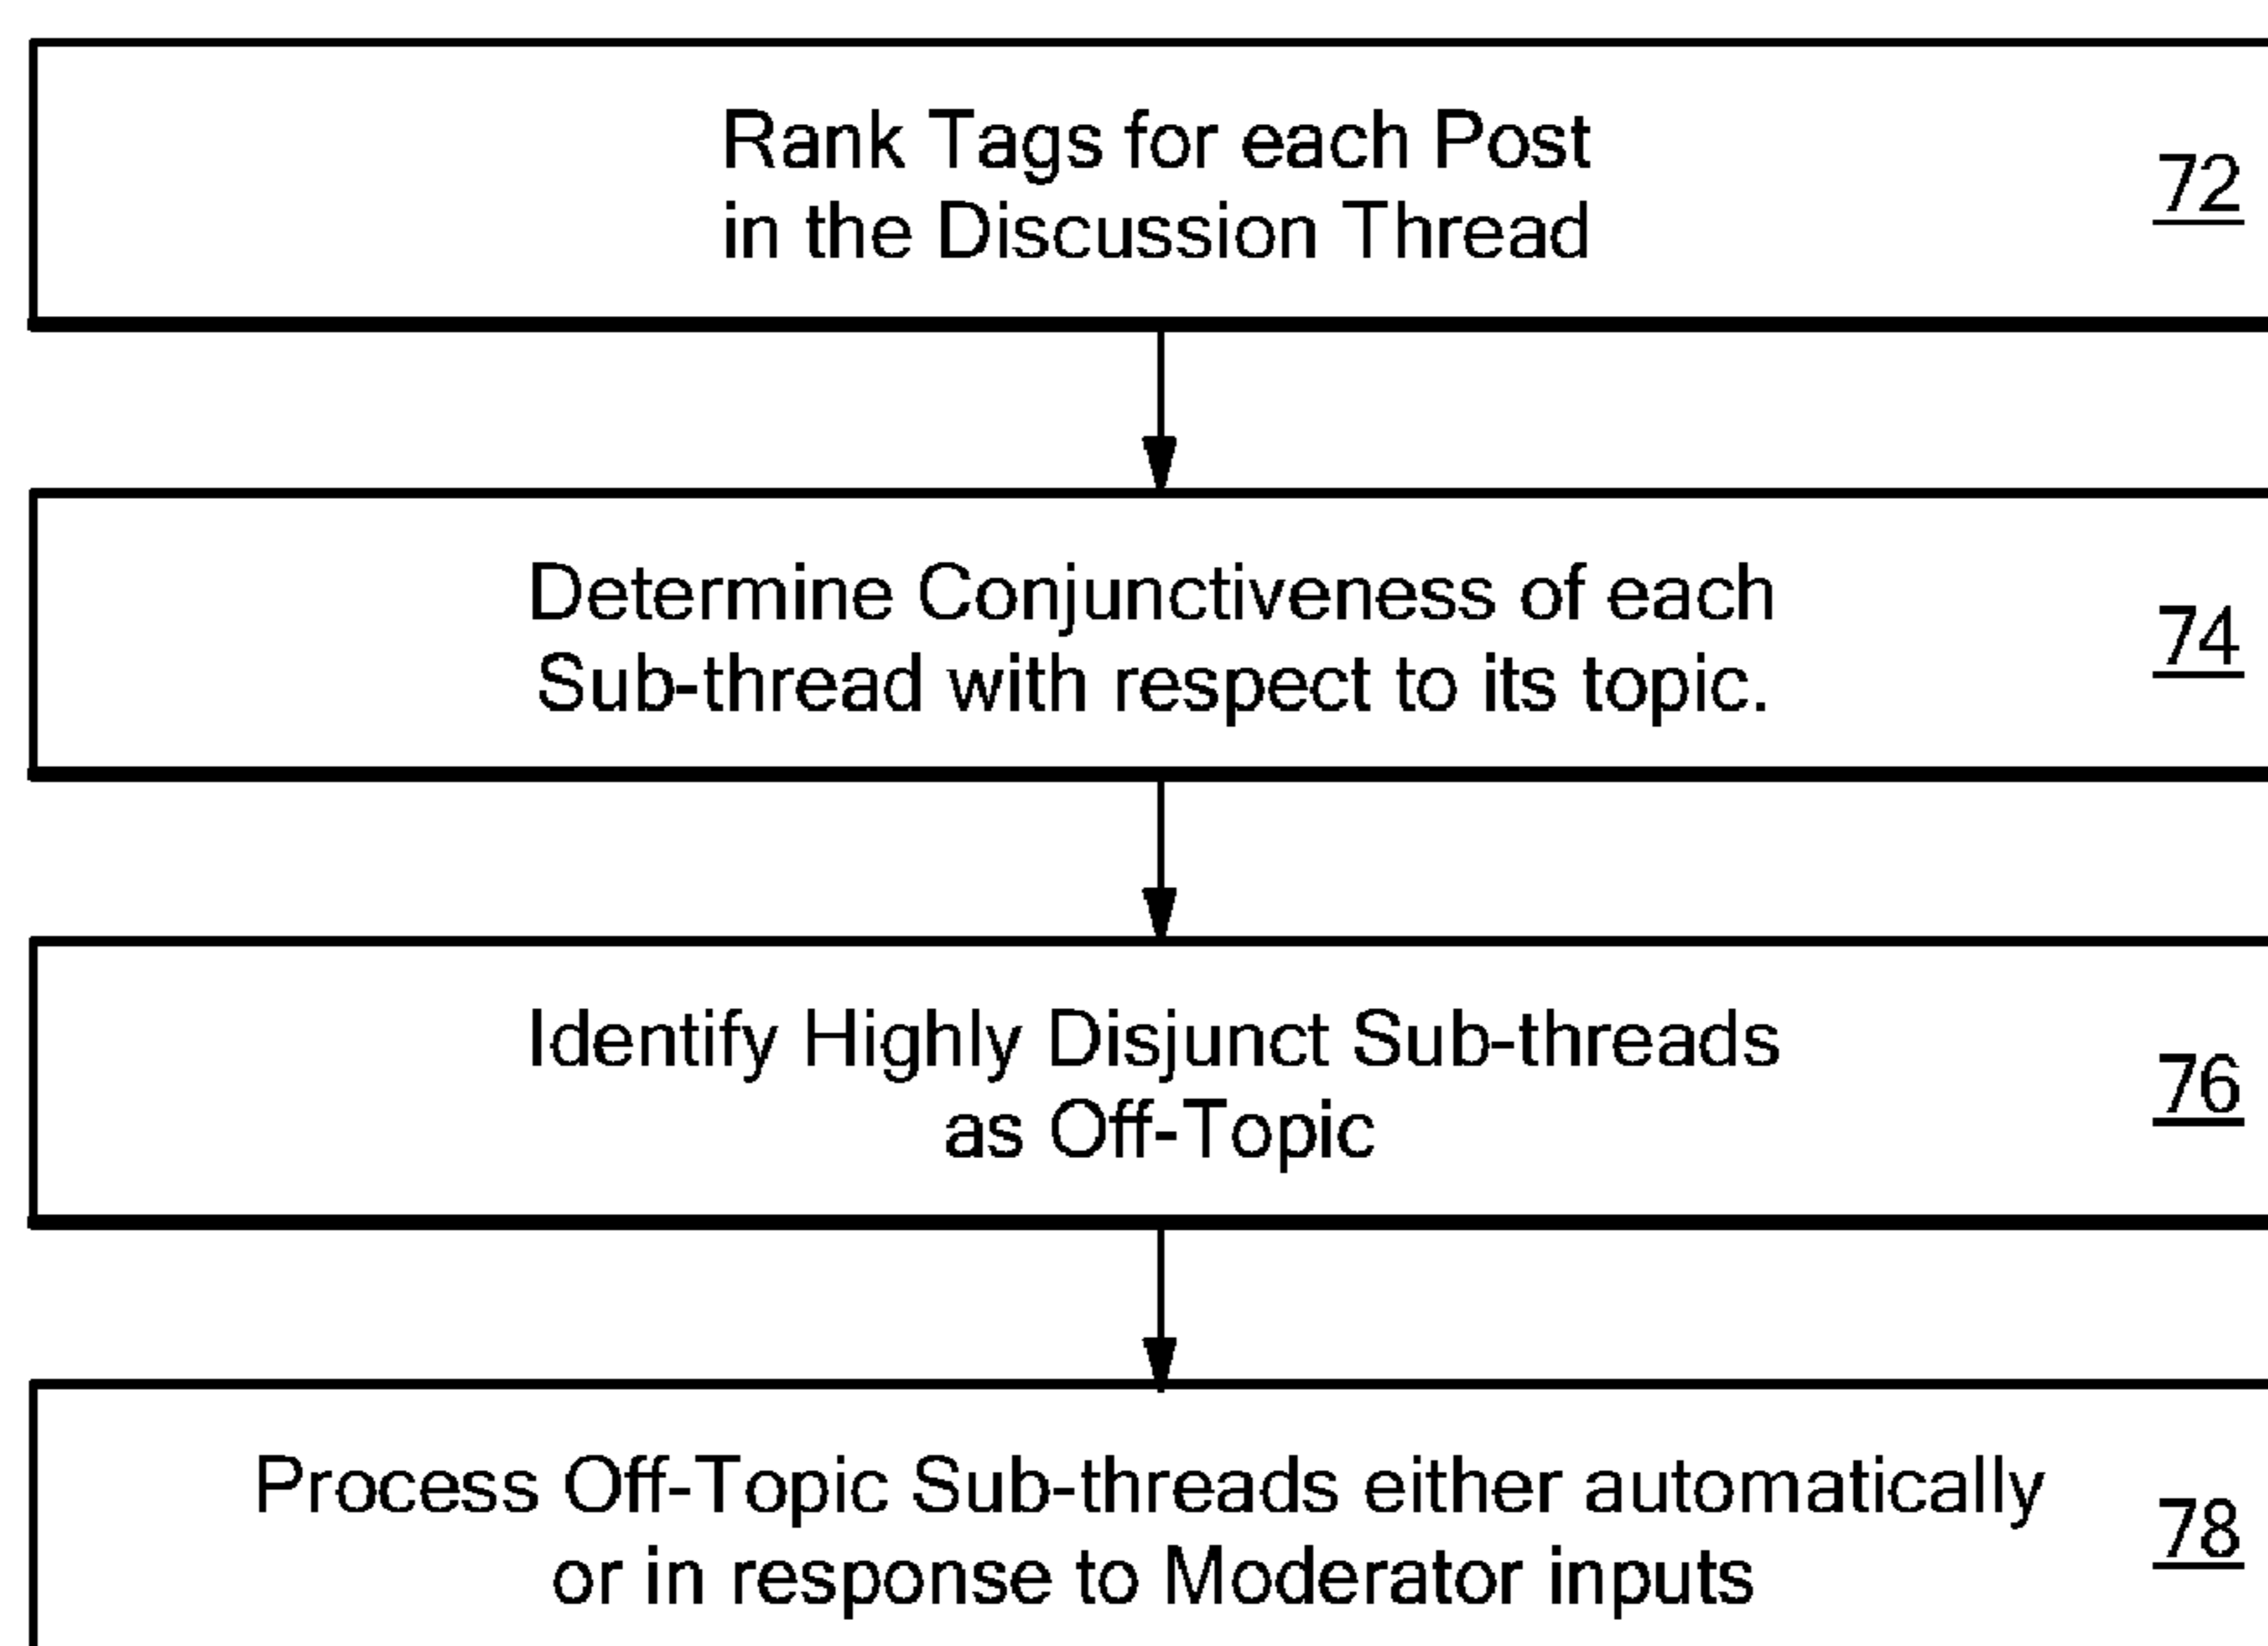 Rank Tags for each Post
in the Discussion Thread
72
Determine Conjunctiveness of each
Sub-thread with respect to its topic.
74
Identify Highly Disjunct Sub-threads
as Off-Topic
76
Process Off-Topic Sub-threads either automatically
or in response to Moderator inputs
78